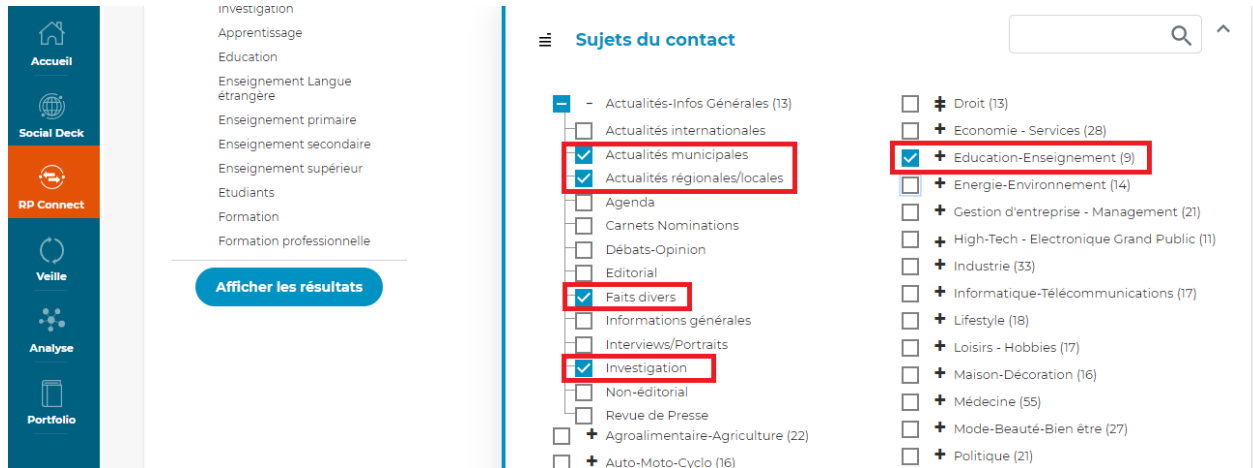 Accueil
Social Deck
RP Connect
Veille
Analyse
Portfolio
Investigation
Apprentissage
Education
Enseignement Langue
étrangère
Enseignement primaire
Enseignement secondaire
Enseignement supérieur
Etudiants
Formation
Formation professionnelle
Afficher les résultats
Sujets du contact
Actualités-Infos Générales (13)
Actualités internationales
Actualités municipales
Actualités régionales/locales
Agenda
Carnets Nominations
Débats-Opinion
Editorial
Faits divers
Informations générales
Interviews/Portraits
Investigation
Non-éditorial
Revue de Presse
Agroalimentaire-Agriculture (22)
Auto-Moto-Cyclo (16)
Droit (13)
Economie - Services (28)
Education-Enseignement (9)
Energie-Environnement (14)
Gestion d'entreprise - Management (21)
High-Tech - Electronique Grand Public (11)
Industrie (33)
Informatique-Télécommunications (17)
Lifestyle (18)
Loisirs - Hobbies (17)
Maison-Décoration (16)
Médecine (55)
Mode-Beauté-Bien être (27)
Politique (21)